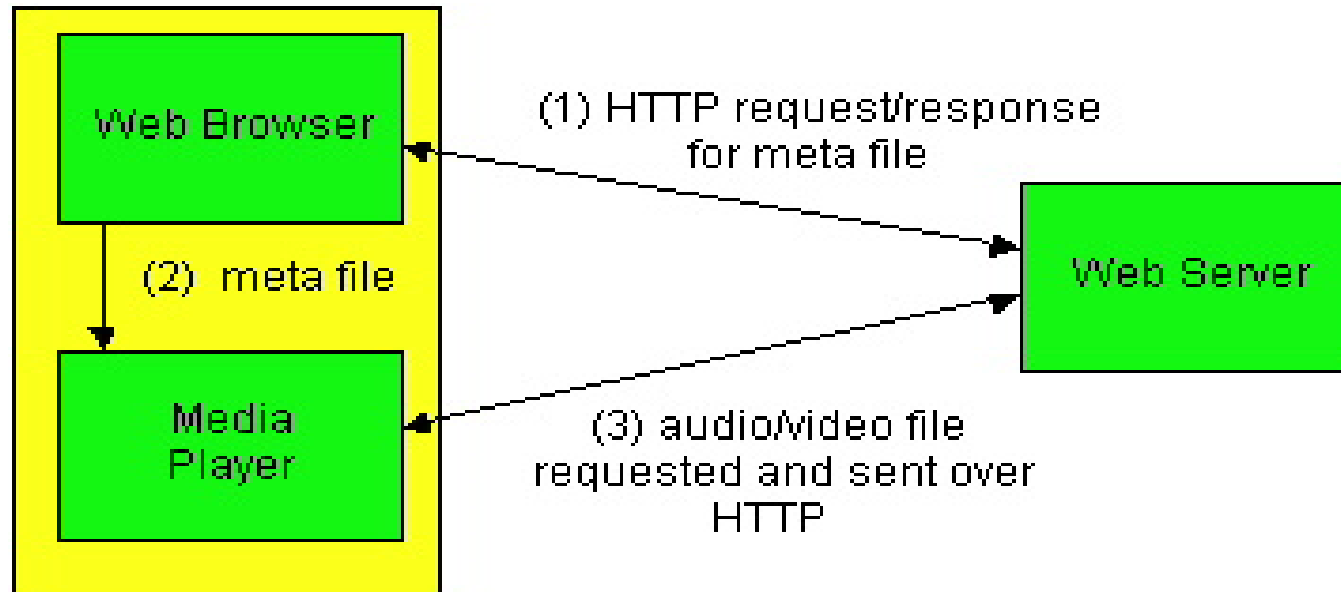 Web Browser
(1) HTTP request/response
for meta file
(2) meta file
Web Server
Media
Player
(3) audio/video file
requested and sent over
HTTP